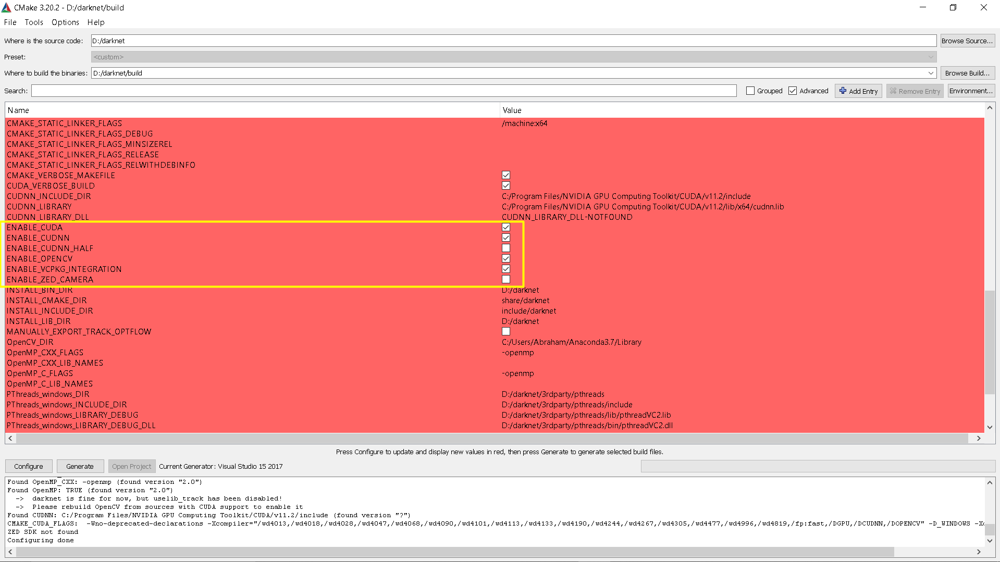 CMake 3.20.2 - D:/darknet/build
File Tools Options Help
Where is the source code: D:/darknet Browse Source...
Preset: <custom>
Where to build the binaries: D:/darknet/build Browse Build...
Search: Grouped Advanced Add Entry Remove Entry Environment...
Name Value
CMAKE_STATIC_LINKER_FLAGS /machine:x64
CMAKE_STATIC_LINKER_FLAGS_DEBUG
CMAKE_STATIC_LINKER_FLAGS_MINSIZEREL
CMAKE_STATIC_LINKER_FLAGS_RELEASE
CMAKE_STATIC_LINKER_FLAGS_RELWITHDEBINFO
CMAKE_VERBOSE_MAKEFILE
CUDA_VERBOSE_BUILD
CUDNN_INCLUDE_DIR C:/Program Files/NVIDIA GPU Computing Toolkit/CUDA/v11.2/include
CUDNN_LIBRARY C:/Program Files/NVIDIA GPU Computing Toolkit/CUDA/v11.2/lib/x64/cudnn.lib
CUDNN_LIBRARY_DLL CUDNN_LIBRARY_DLL-NOTFOUND
ENABLE_CUDA
ENABLE_CUDNN
ENABLE_CUDNN_HALF
ENABLE_OPENCV
ENABLE_VCPKG_INTEGRATION
ENABLE_ZED_CAMERA
INSTALL_BIN_DIR D:/darknet
INSTALL_CMAKE_DIR share/darknet
INSTALL_INCLUDE_DIR include/darknet
INSTALL_LIB_DIR D:/darknet
MANUALLY_EXPORT_TRACK_OPTFLOW
OpenCV_DIR C:/Users/Abraham/Anaconda3.7/Library
OpenMP_CXX_FLAGS -openmp
OpenMP_CXX_LIB_NAMES
OpenMP_C_FLAGS -openmp
OpenMP_C_LIB_NAMES
PThreads_windows_DIR D:/darknet/3rdparty/pthreads
PThreads_windows_INCLUDE_DIR D:/darknet/3rdparty/pthreads/include
PThreads_windows_LIBRARY_DEBUG D:/darknet/3rdparty/pthreads/lib/pthreadVC2.lib
PThreads_windows_LIBRARY_DEBUG_DLL D:/darknet/3rdparty/pthreads/bin/pthreadVC2.dll
Press Configure to update and display new values in red, then press Generate to generate selected build files.
Configure Generate Open Project Current Generator: Visual Studio 15 2017
Found OpenMP_CXX: -openmp (found version "2.0")
Found OpenMP: TRUE (found version "2.0")
-> darknet is fine for now, but uselib_track has been disabled!
-> Please rebuild OpenCV from sources with CUDA support to enable it
Found CUDNN: C:/Program Files/NVIDIA GPU Computing Toolkit/CUDA/v11.2/include (found version "?")
CMAKE_CUDA_FLAGS: -Wno-deprecated-declarations -Xcompiler="/wd4013,/wd4018,/wd4028,/wd4047,/wd4068,/wd4090,/wd4101,/wd4113,/wd4133,/wd4190,/wd4244,/wd4267,/wd4305,/wd4477,/wd4996,/wd4819,/fp:fast,/DGPU,/DCUDNN,/DOPENCV" -D_WINDOWS
ZED SDK not found
Configuring done